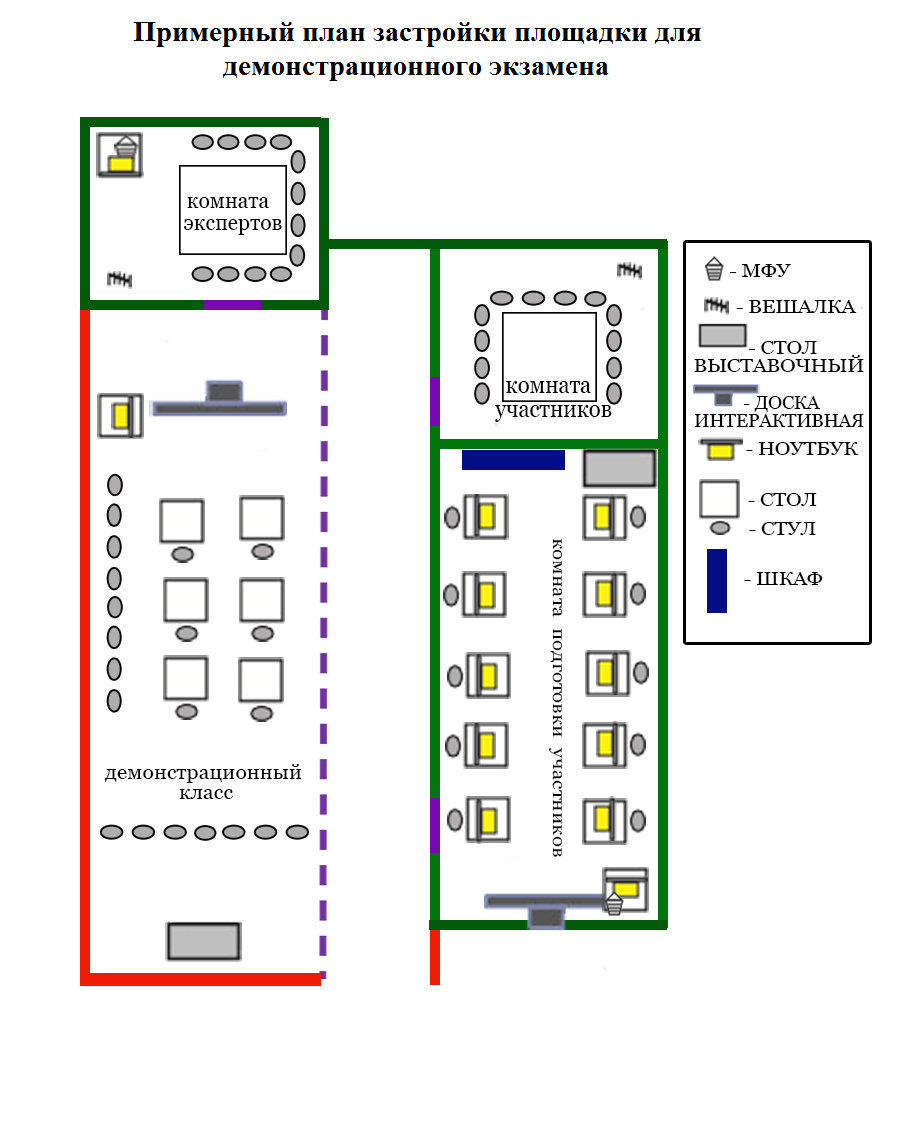 Примерный план застройки площадки для
демонстрационного экзамена
комната
экспертов
комната
участников
- МФУ
- ВЕШАЛКА
- СТОЛ
ВЫСТАВОЧНЫЙ
- ДОСКА
ИНТЕРАКТИВНАЯ
- НОУТБУК
- СТОЛ
- СТУЛ
- ШКАФ
комната подготовки участников
демонстрационный
класс